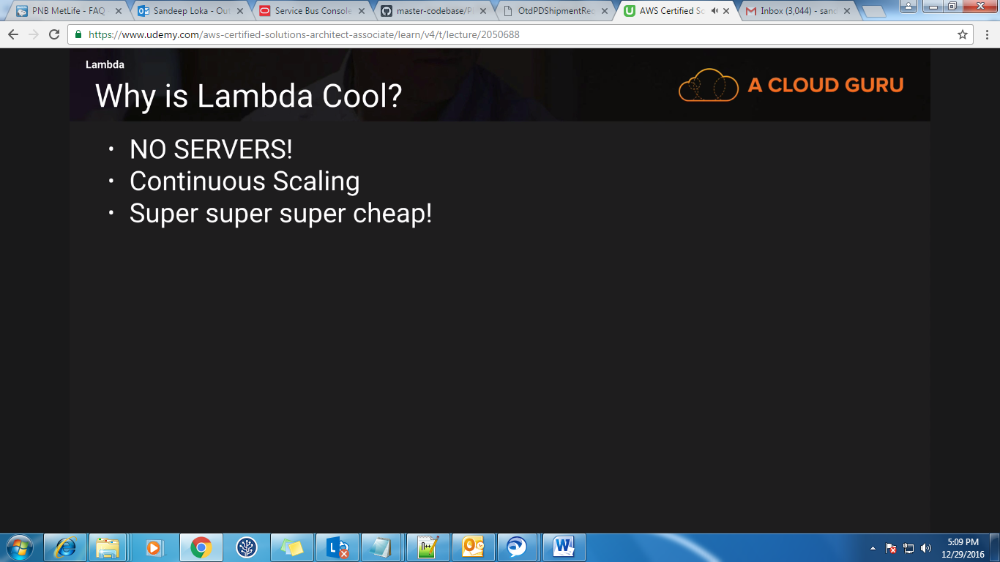 PNB MetLife - FAQ
Sandeep Loka - Out
Service Bus Console
master-codebase/P
OtdPDShipmentRec
AWS Certified So
Inbox (3,044) - sand
https://www.udemy.com/aws-certified-solutions-architect-associate/learn/v4/t/lecture/2050688
Lambda
Why is Lambda Cool?
A CLOUD GURU
• NO SERVERS!
• Continuous Scaling
• Super super super cheap!
5:09 PM
12/29/2016